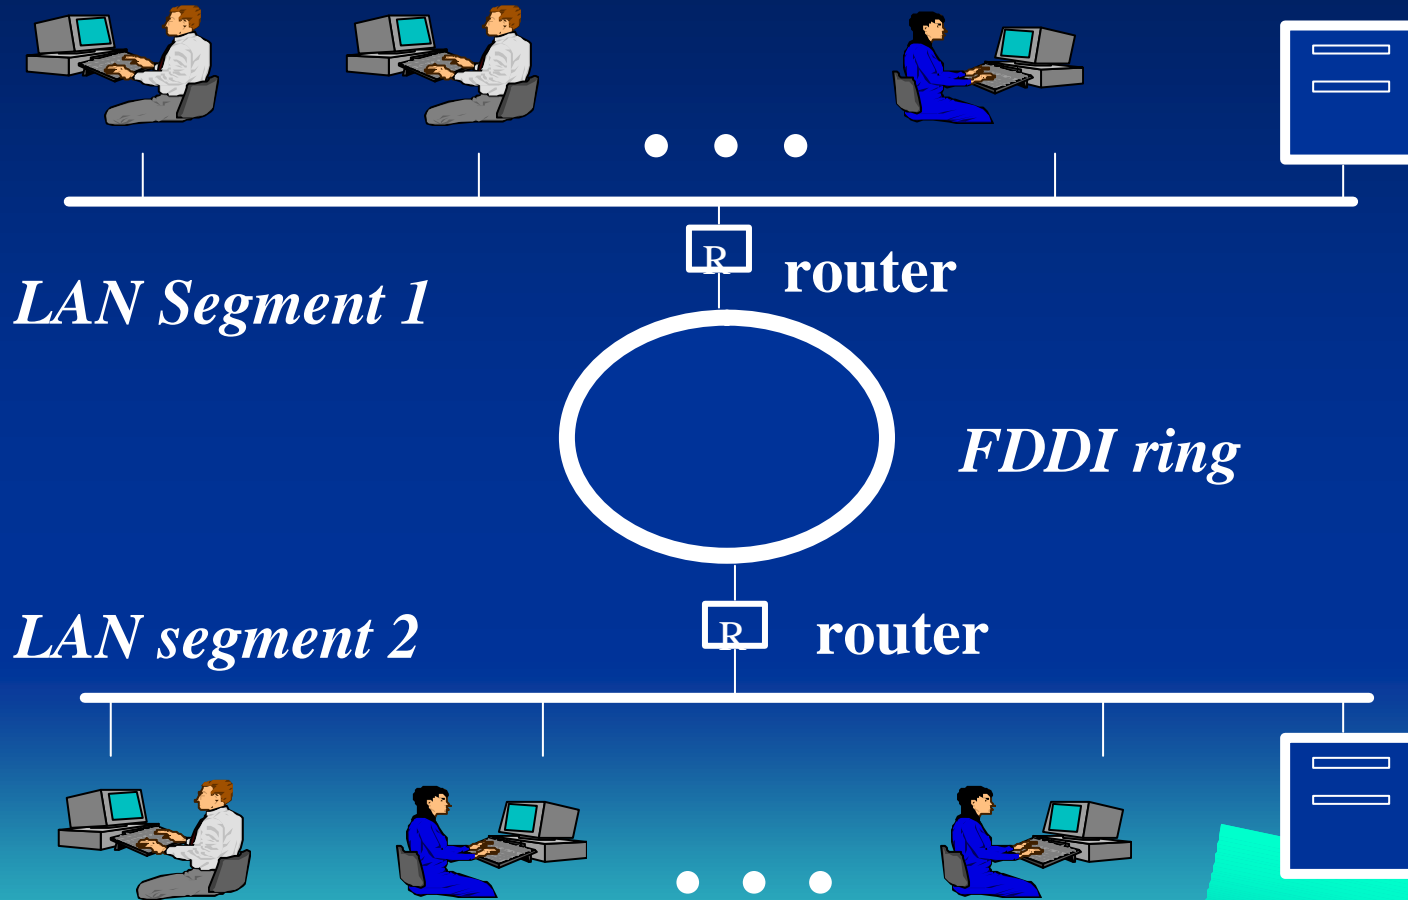 R
router
LAN Segment 1
FDDI ring
LAN segment 2
R
router